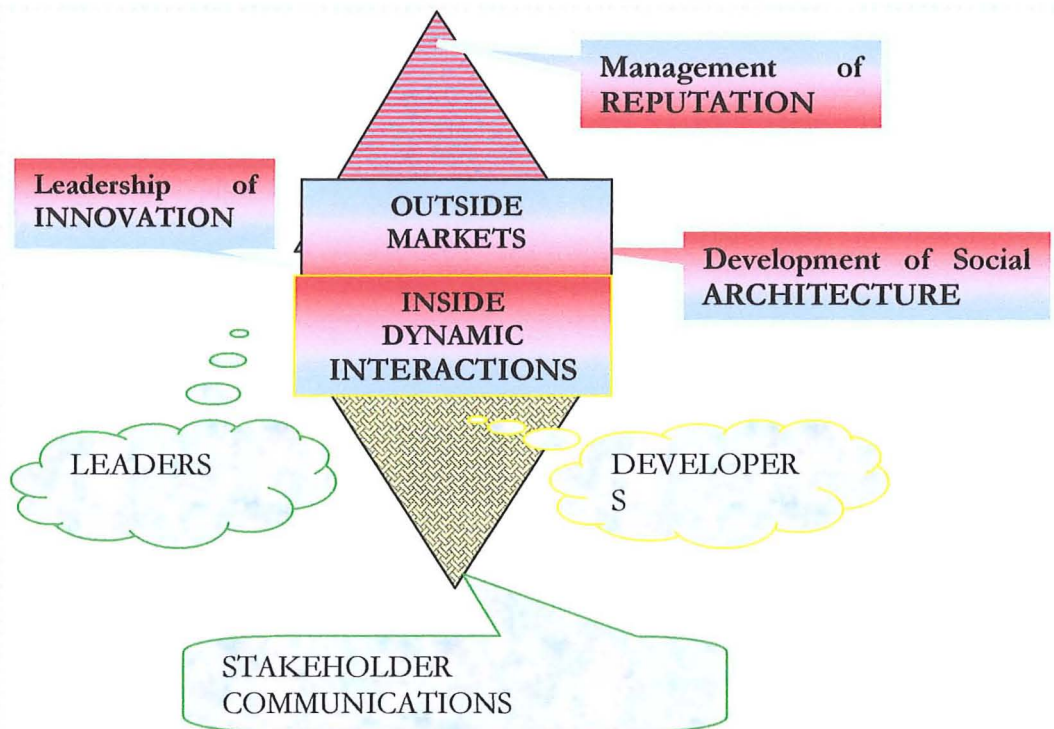 Management of
REPUTATION
Leadership of
INNOVATION
OUTSIDE
MARKETS
Development of Social
ARCHITECTURE
INSIDE
DYNAMIC
INTERACTIONS
LEADERS
DEVELOPER
S
STAKEHOLDER
COMMUNICATIONS